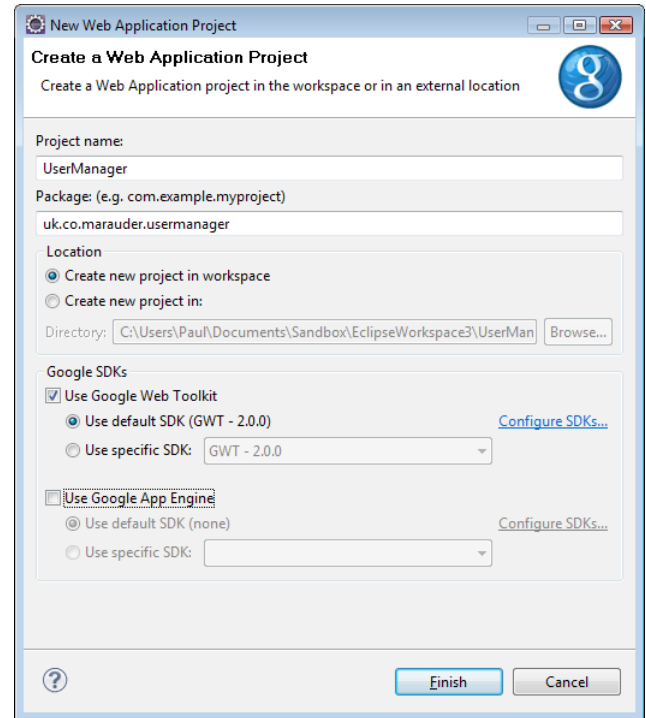 New Web Application Project
Create a Web Application Project
Create a Web Application project in the workspace or in an external location
g
Project name:
UserManager
Package: (e.g. com.example.myproject)
uk.co.marauder.usermanager
Location
Create new project in workspace
Create new project in:
Directory: C:\Users\Paul\Documents\Sandbox\EclipseWorkspace3\UserMan Browse...
Google SDKs
Use Google Web Toolkit
Use default SDK (GWT - 2.0.0) Configure SDKs...
Use specific SDK: GWT - 2.0.0
Use Google App Engine
Use default SDK (none) Configure SDKs...
Use specific SDK:
? Finish Cancel